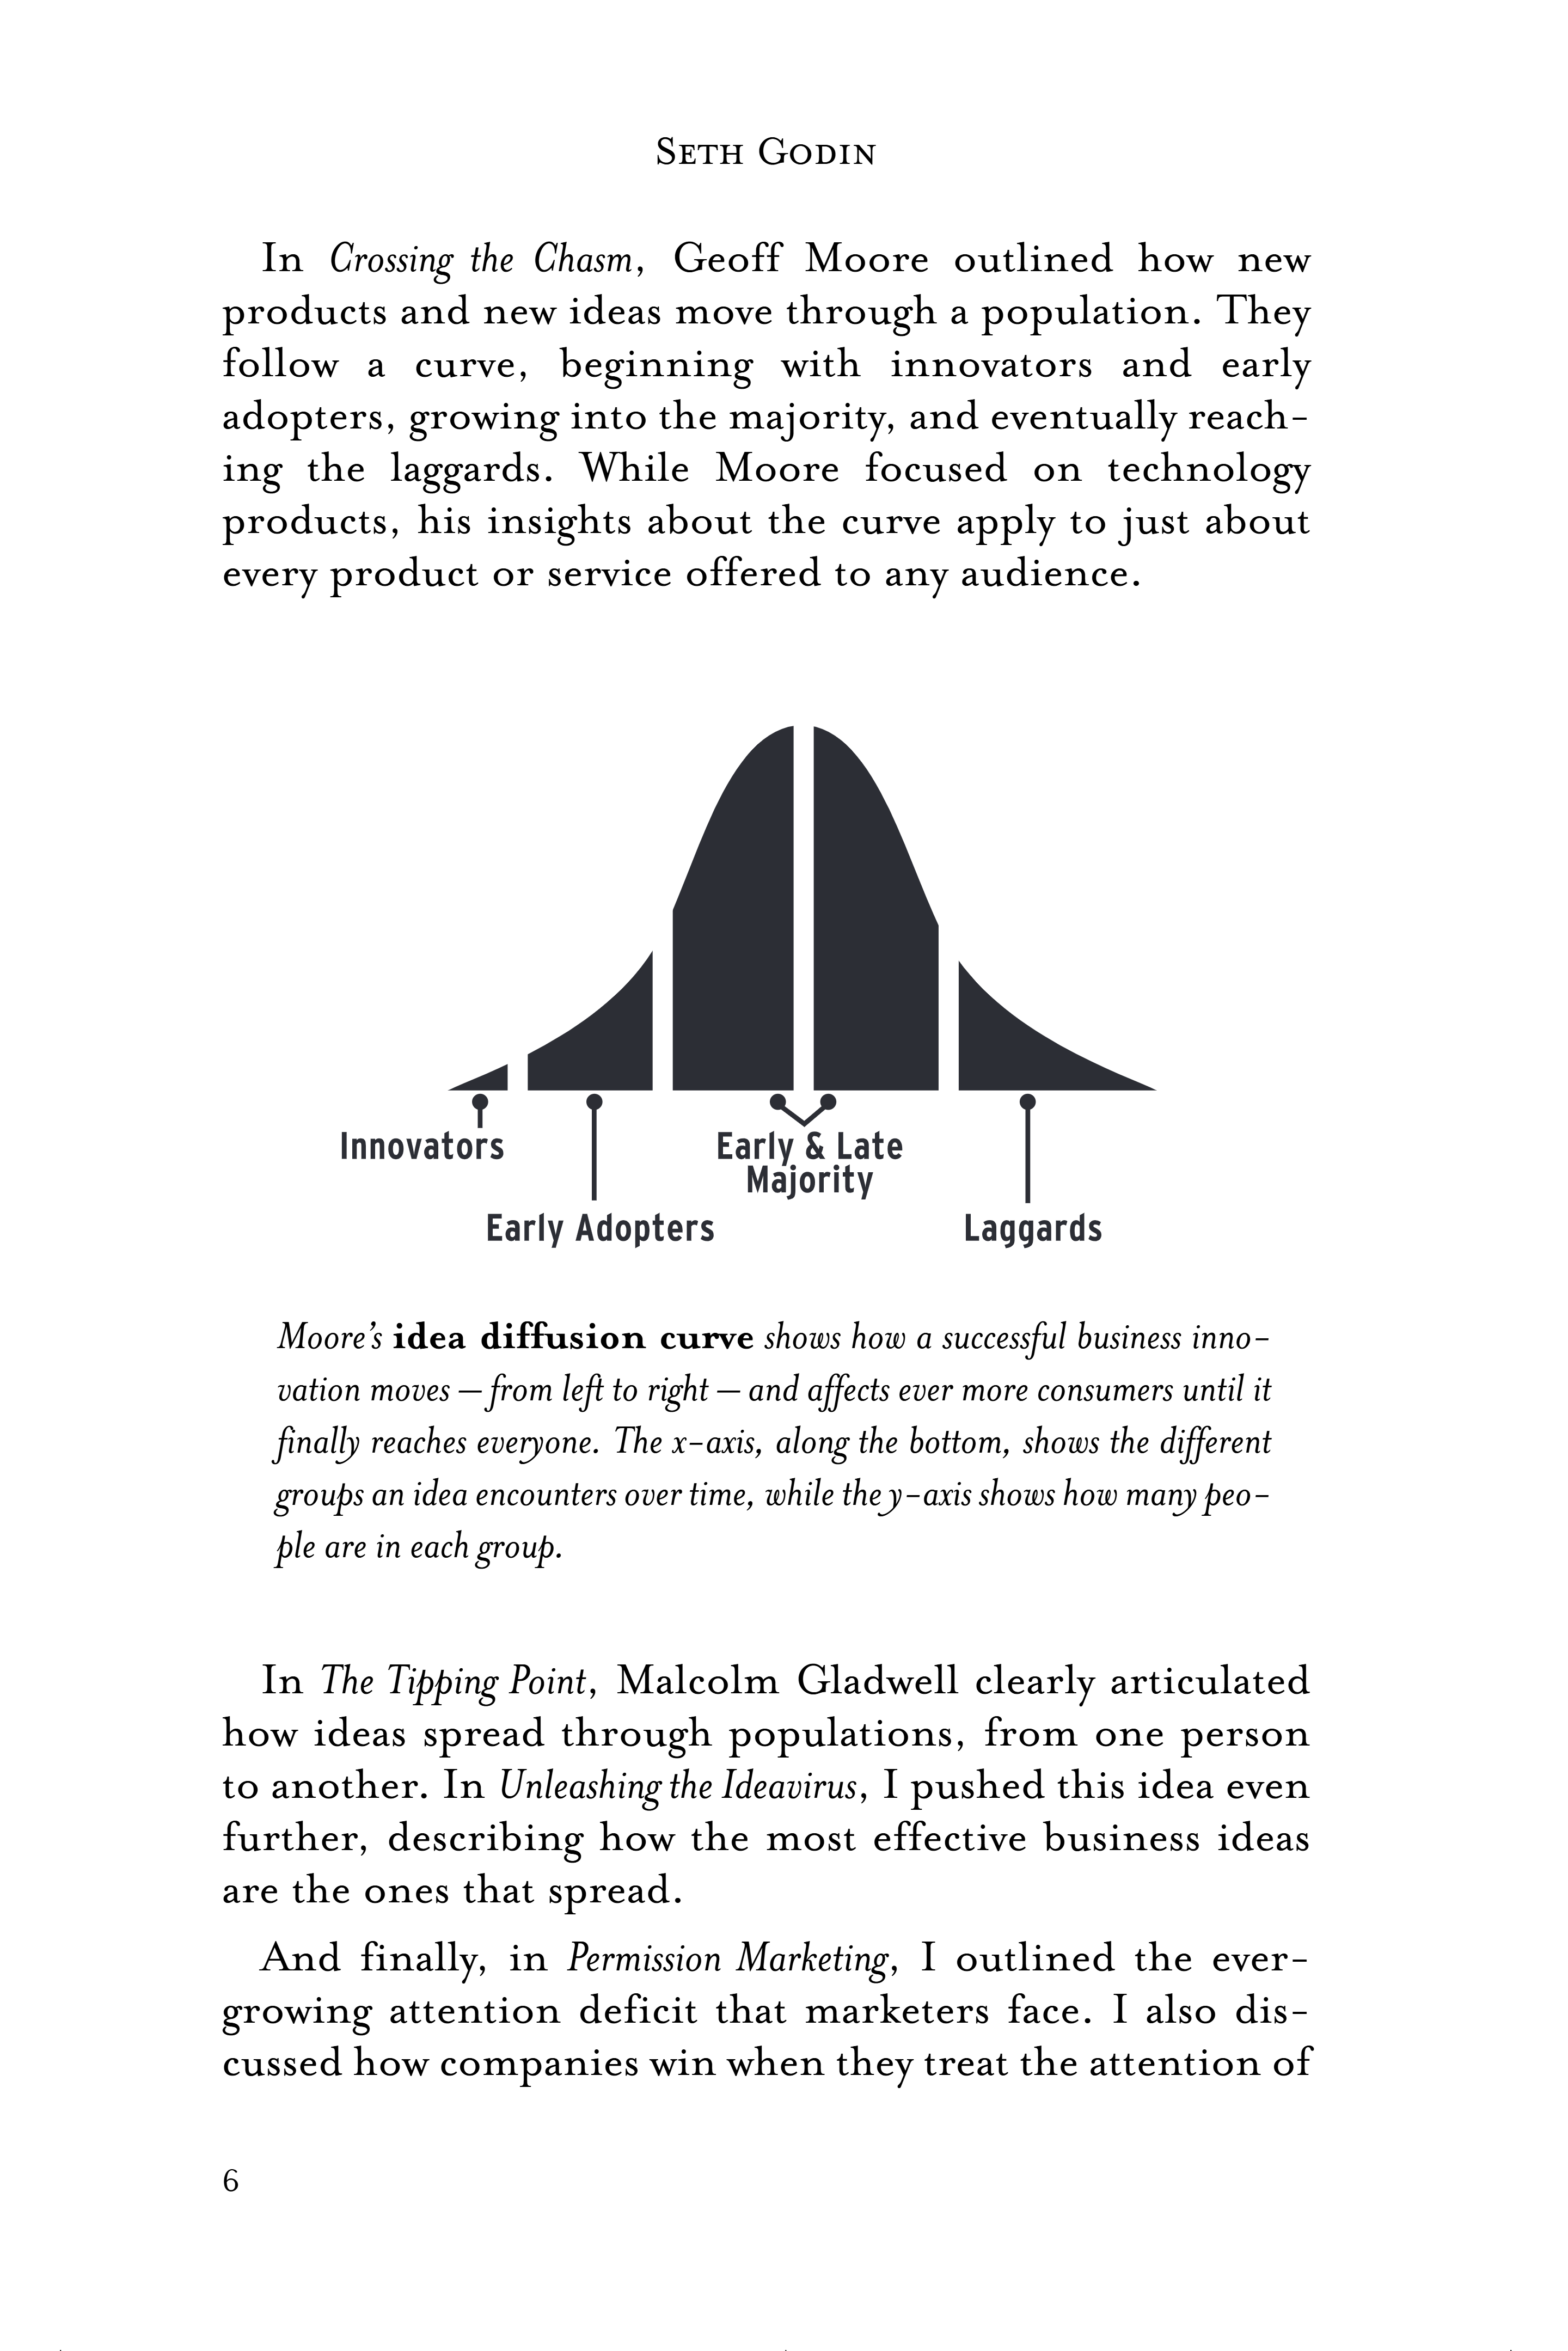 Seth Godin
In Crossing the Chasm, Geoff Moore outlined how new
products and new ideas move through a population. They
follow a curve, beginning with innovators and early
adopters, growing into the majority, and eventually reach-
ing the laggards. While Moore focused on technology
products, his insights about the curve apply to just about
every product or service offered to any audience.
Innovators
Early & Late
Majority
Early Adopters
Laggards
Moore’s idea diffusion curve shows how a successful business inno-
vation moves — from left to right — and affects ever more consumers until it
finally reaches everyone. The x-axis, along the bottom, shows the different
groups an idea encounters over time, while the y-axis shows how many peo-
ple are in each group.
In The Tipping Point, Malcolm Gladwell clearly articulated
how ideas spread through populations, from one person
to another. In Unleashing the Ideavirus, I pushed this idea even
further, describing how the most effective business ideas
are the ones that spread.
And finally, in Permission Marketing, I outlined the ever-
growing attention deficit that marketers face. I also dis-
cussed how companies win when they treat the attention of
6